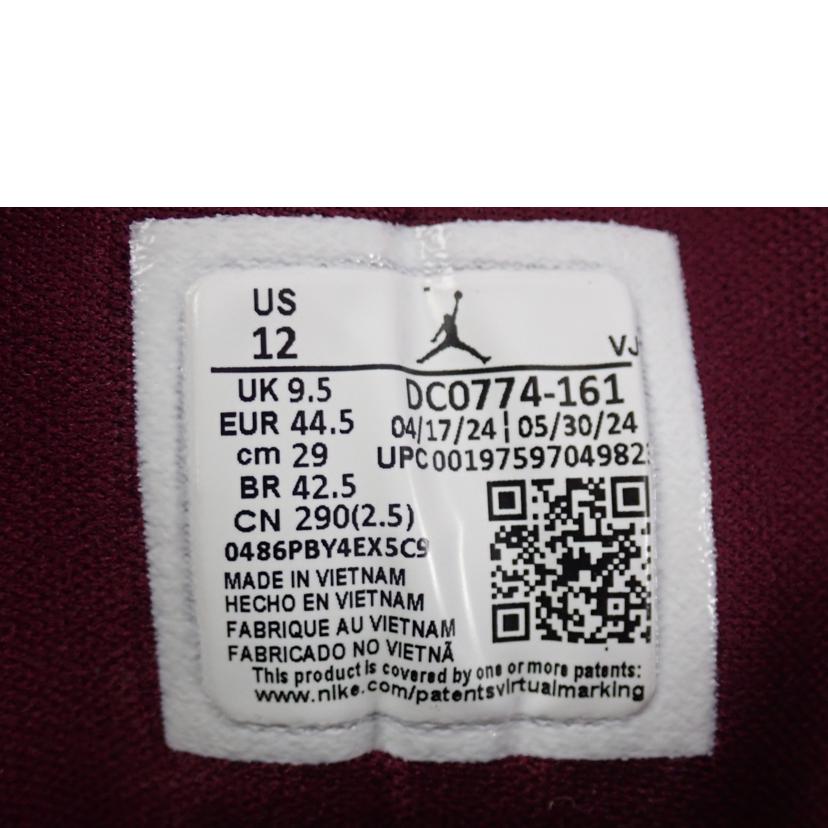 US
12
VJ
UK 9.5
EUR 44.5
cm 29
BR 42.5
CN 290(2.5)
DC0774-161
04/17/24 | 05/30/24
UPC0019759704982
0486PBY4EX5C9
MADE IN VIETNAM
HECHO EN VIETNAM
FABRIQUE AU VIETNAM
FABRICADO NO VIETNÃ
This product is covered by one or more patents:
www.nike.com/patentsvirtualmarking